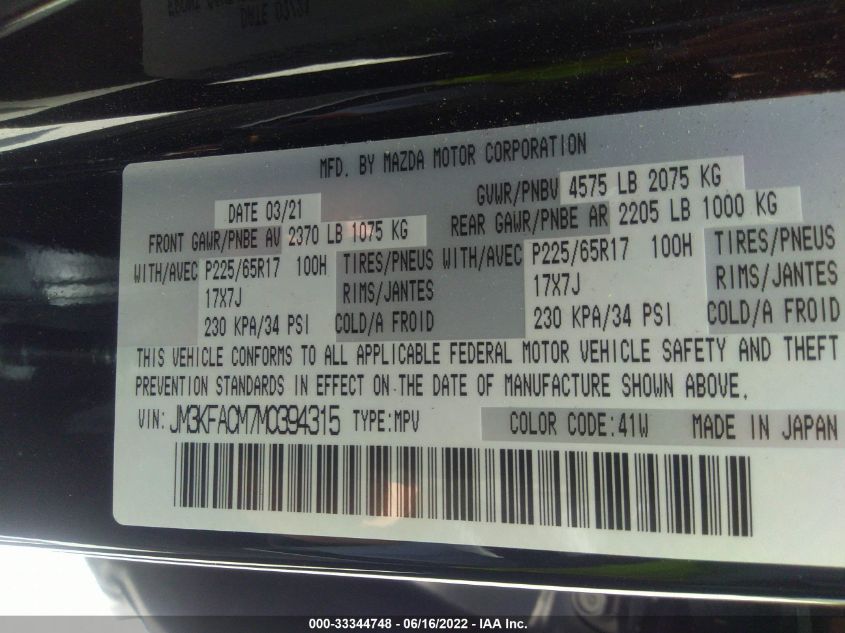 MFD. BY MAZDA MOTOR CORPORATION
DATE 03/21 GVWR/PNBV 4575 LB 2075 KG
FRONT GAWR/PNBE AV 2370 LB 1075 KG REAR GAWR/PNBE AR 2205 LB 1000 KG
WITH/AVEC P225/65R17 100H TIRES/PNEUS WITH/AVEC P225/65R17 100H TIRES/PNEUS
17X7J RIMS/JANTES 17X7J RIMS/JANTES
230 KPA/34 PSI COLD/A FROID 230 KPA/34 PSI COLD/A FROID
THIS VEHICLE CONFORMS TO ALL APPLICABLE FEDERAL MOTOR VEHICLE SAFETY AND THEFT
PREVENTION STANDARDS IN EFFECT ON THE DATE OF MANUFACTURE SHOWN ABOVE.
VIN: JM3KFACM7M0394315 TYPE:MPV COLOR CODE:41W MADE IN JAPAN
000-33344748 - 06/16/2022 - IAA Inc.